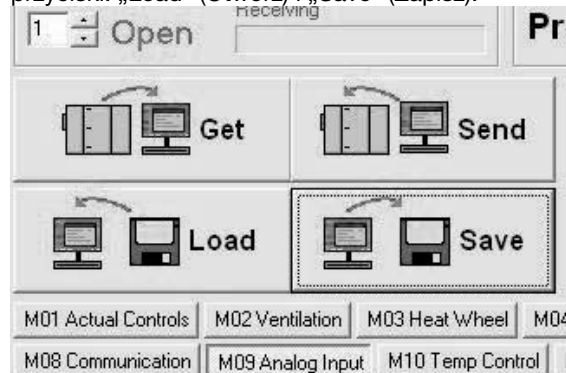 przyciski: „Load" (Otwórz) i „Save" (Zapisz).
Receiving
1 Open
Pr
Get Send
Load Save
M01 Actual Controls M02 Ventilation M03 Heat Wheel M04
M08 Communication M09 Analog Input M10 Temp Control